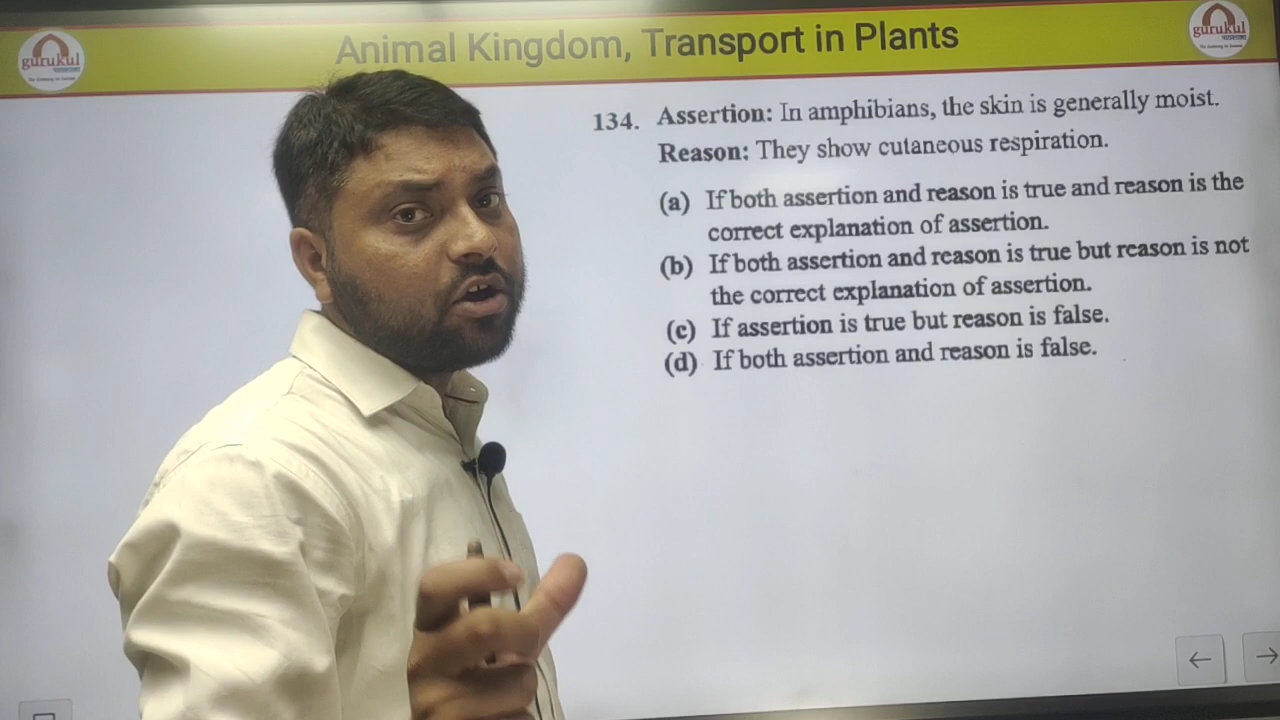 gurukul
Animal Kingdom, Transport in Plants
gurukul
134. Assertion: In amphibians, the skin is generally moist.
Reason: They show cutaneous respiration.
(a) If both assertion and reason is true and reason is the
correct explanation of assertion.
(b) If both assertion and reason is true but reason is not
the correct explanation of assertion.
(c) If assertion is true but reason is false.
(d) If both assertion and reason is false.